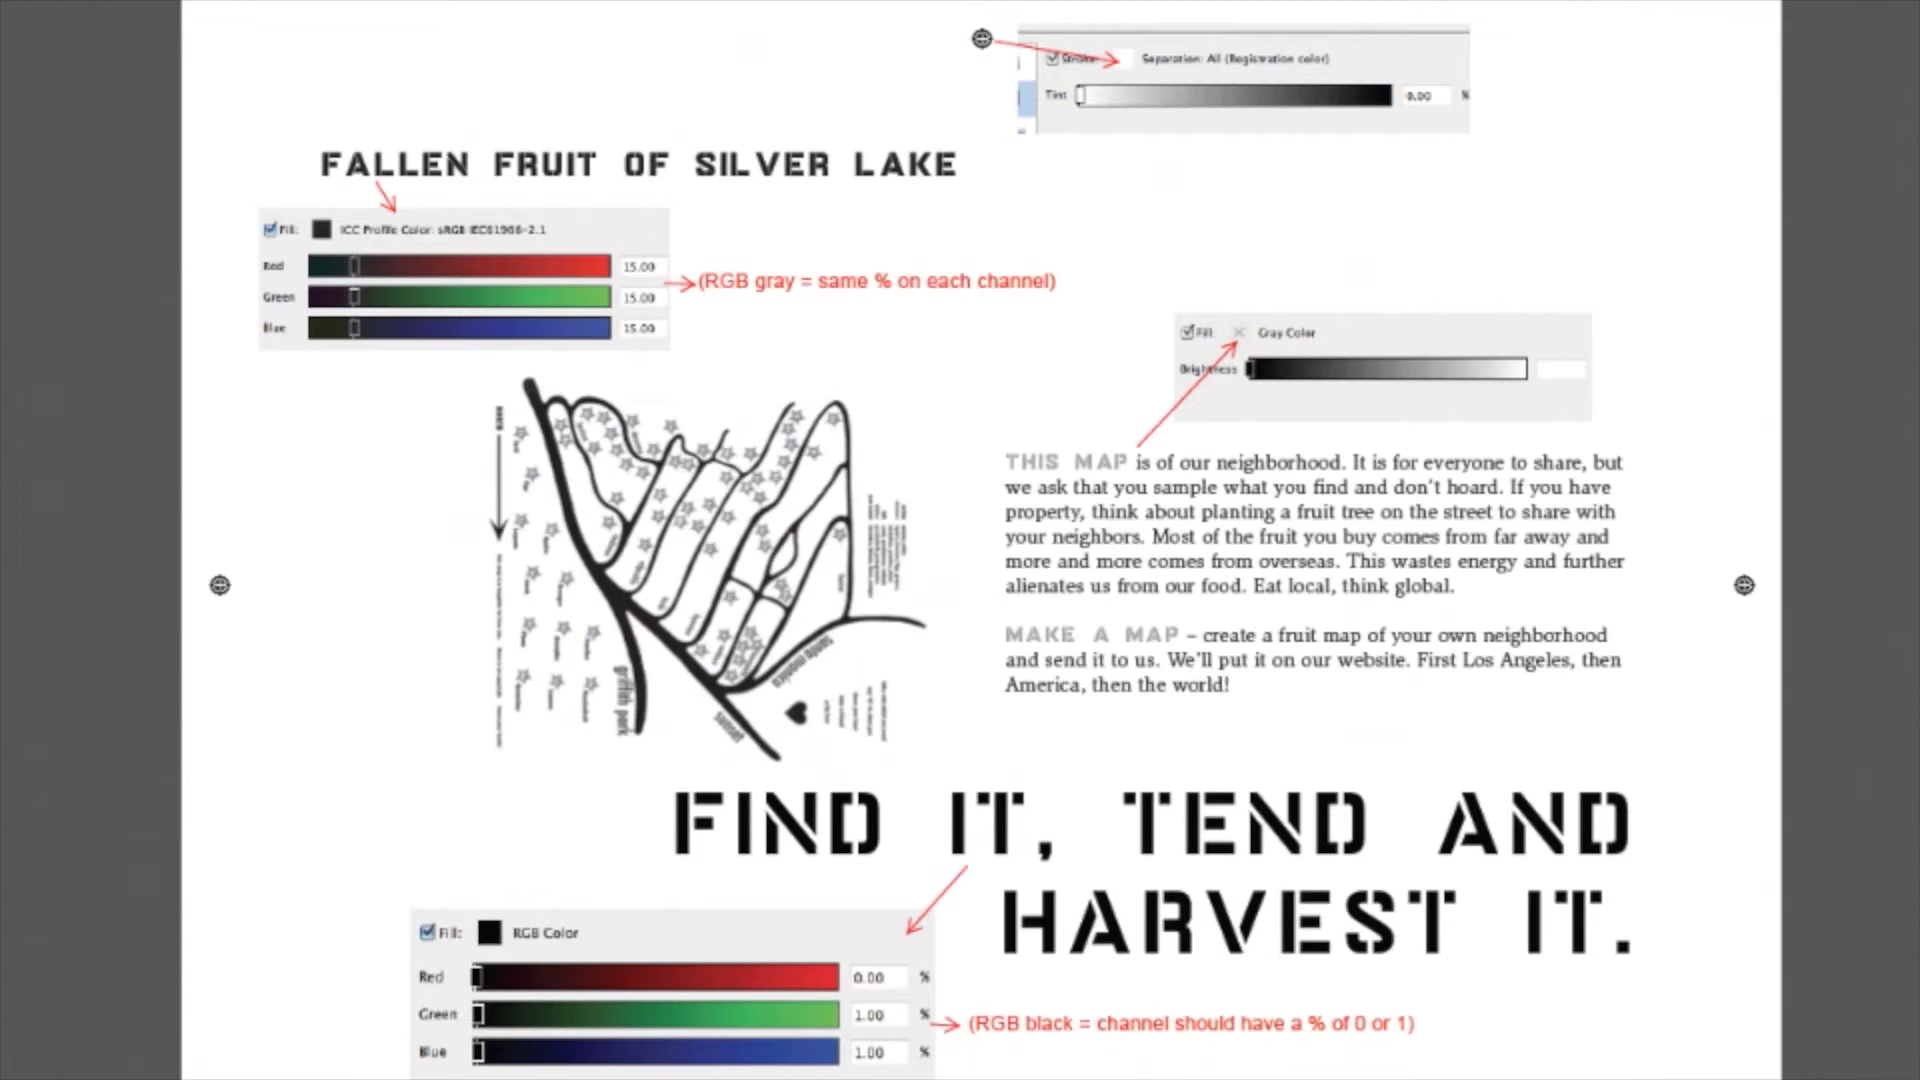 Stroke: Separation: All (Registration color)
Tint 0.00 %
FALLEN FRUIT OF SILVER LAKE
Fill: ICC Profile Color: sRGB IEC61966-2.1
Red 15.00
Green 15.00
Blue 15.00
(RGB gray = same % on each channel)
Fill: Gray Color
Brightness:
THIS MAP is of our neighborhood. It is for everyone to share, but
we ask that you sample what you find and don't hoard. If you have
property, think about planting a fruit tree on the street to share with
your neighbors. Most of the fruit you buy comes from far away and
more and more comes from overseas. This wastes energy and further
alienates us from our food. Eat local, think global.
MAKE A MAP – create a fruit map of your own neighborhood
and send it to us. We'll put it on our website. First Los Angeles, then
America, then the world!
griffith park
sunset
santa monica
FIND IT, TEND AND
HARVEST IT.
Fill: RGB Color
Red 0.00 %
Green 1.00 %
Blue 1.00 %
(RGB black = channel should have a % of 0 or 1)